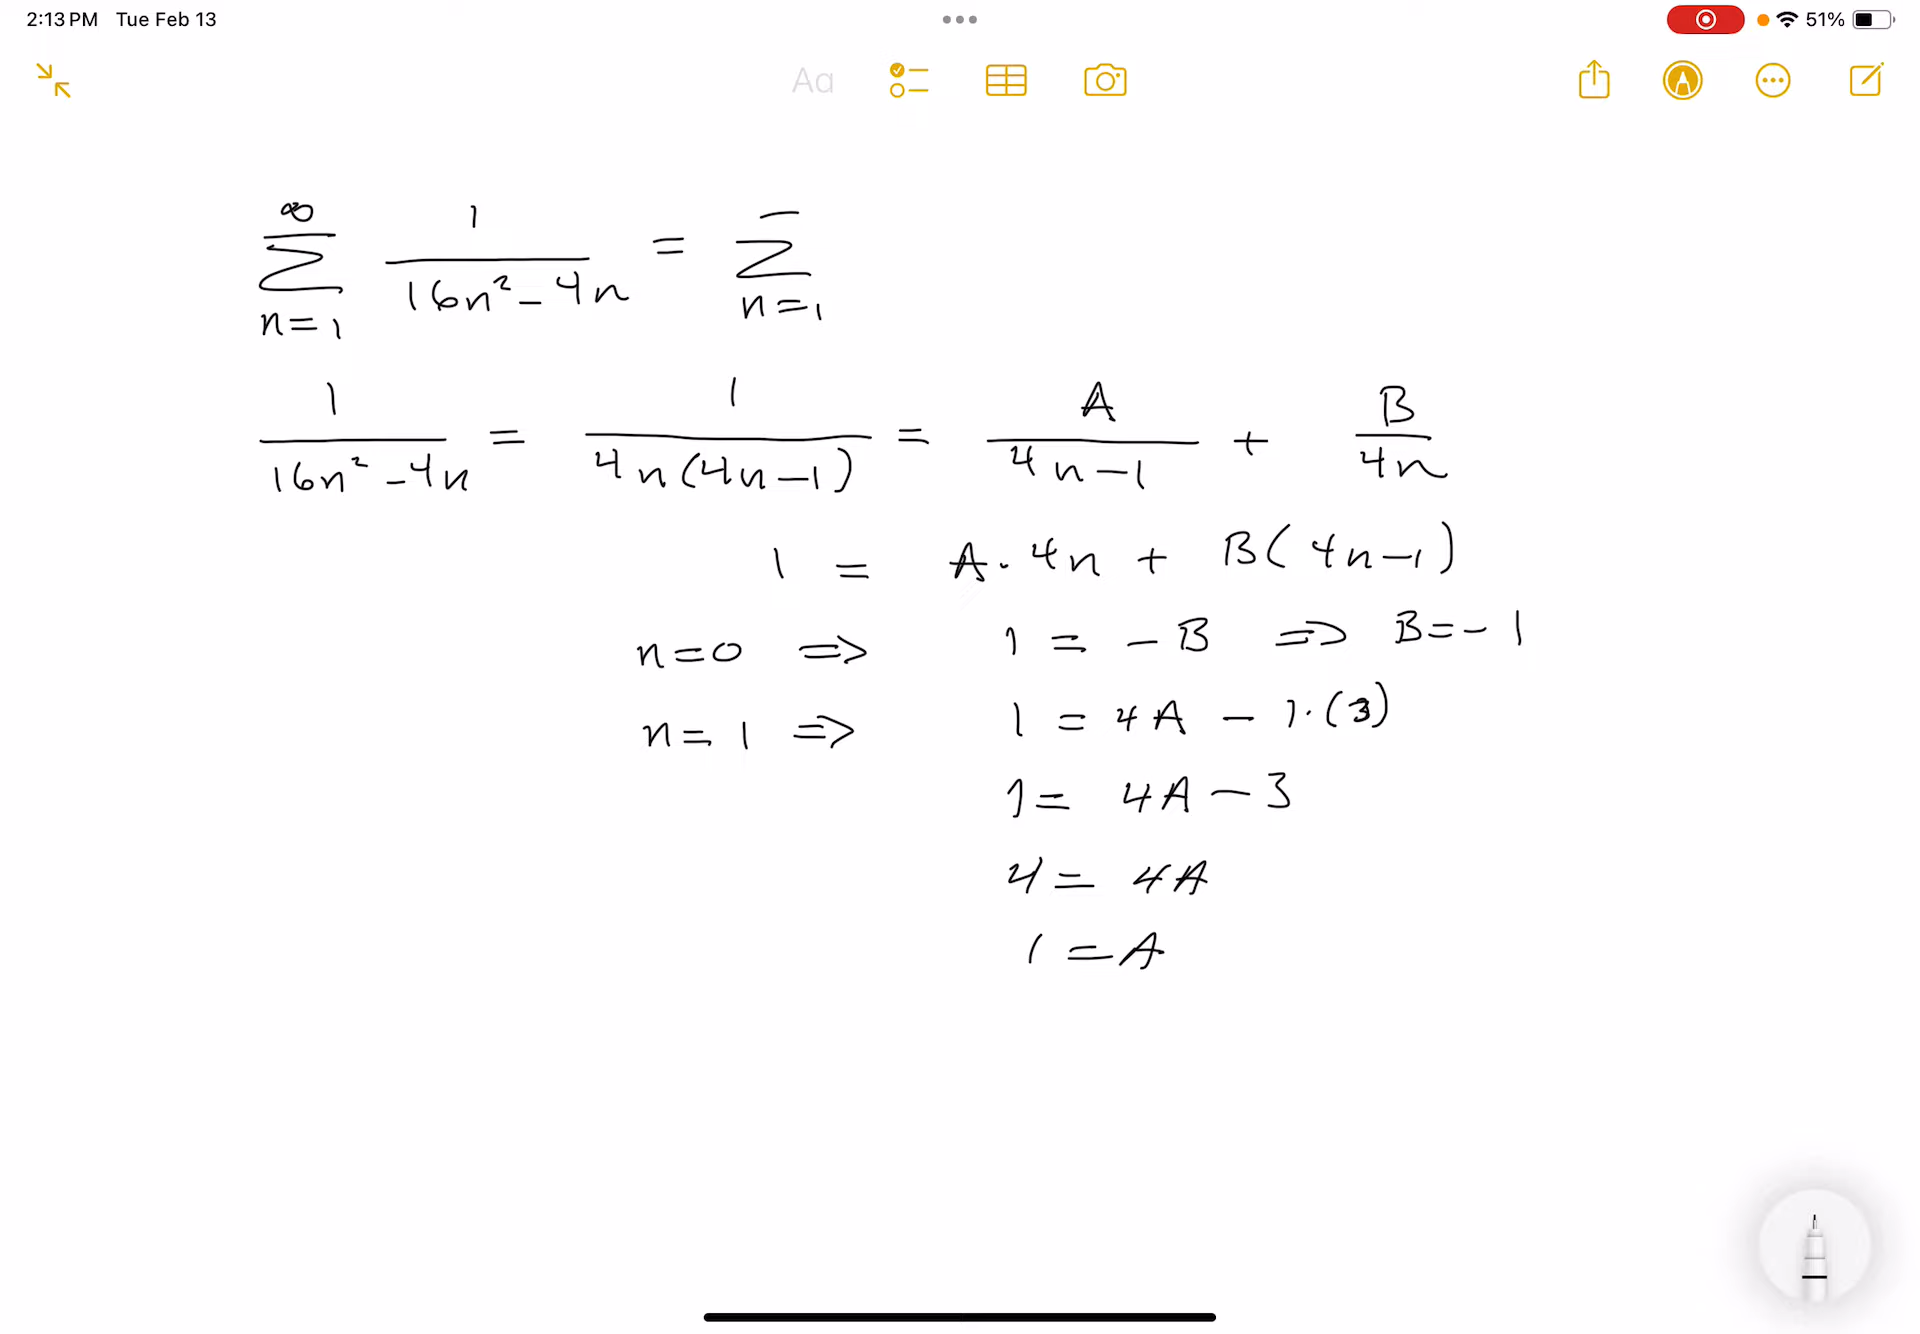 2:13 PM Tue Feb 13 51%
Aa
∞ ∑ n=1 1/(16n² - 4n) = ∑ n=1
1/(16n² - 4n) = 1/(4n(4n-1)) = A/(4n-1) + B/4n
1 = A · 4n + B(4n-1)
n=0 => 1 = -B => B=-1
n=1 => 1 = 4A - 1·(3)
1 = 4A - 3
4 = 4A
1 = A